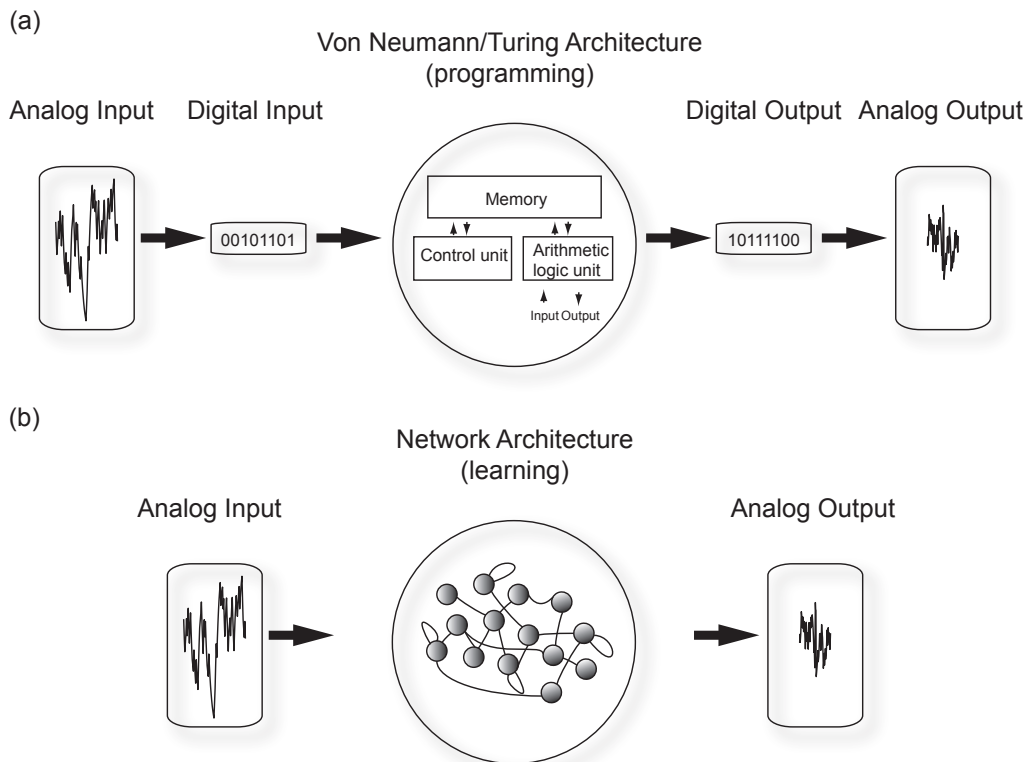 (a)
Von Neumann/Turing Architecture
(programming)
Analog Input
Digital Input
Digital Output
Analog Output
Memory
Control unit
Arithmetic
logic unit
Input
Output
00101101
10111100
(b)
Network Architecture
(learning)
Analog Input
Analog Output